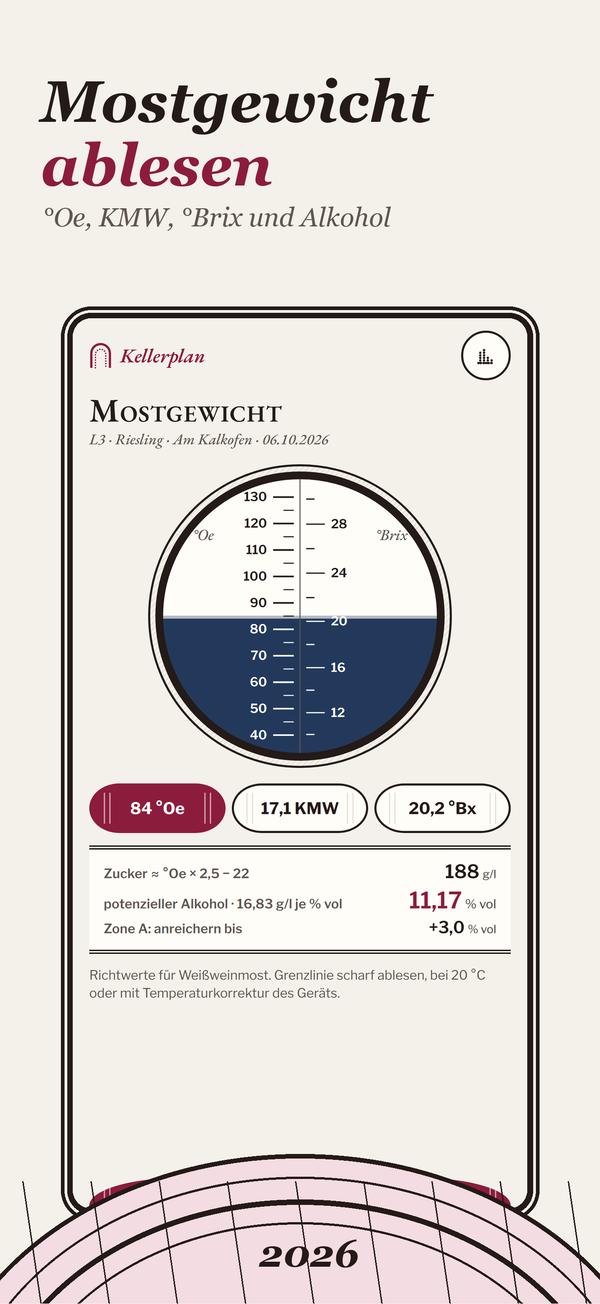 Mostgewicht
ablesen
°Oe, KMW, °Brix und Alkohol
Kellerplan
Mostgewicht
L3 · Riesling · Am Kalkofen · 06.10.2026
°Oe
°Brix
130
120
110
100
90
80
70
60
50
40
28
24
20
16
12
84 °Oe
17,1 KMW
20,2 °Bx
Zucker ≈ °Oe × 2,5 − 22
188 g/l
potenzieller Alkohol · 16,83 g/l je % vol
11,17 % vol
Zone A: anreichern bis
+3,0 % vol
Richtwerte für Weißweinmost. Grenzlinie scharf ablesen, bei 20 °C
oder mit Temperaturkorrektur des Geräts.
2026